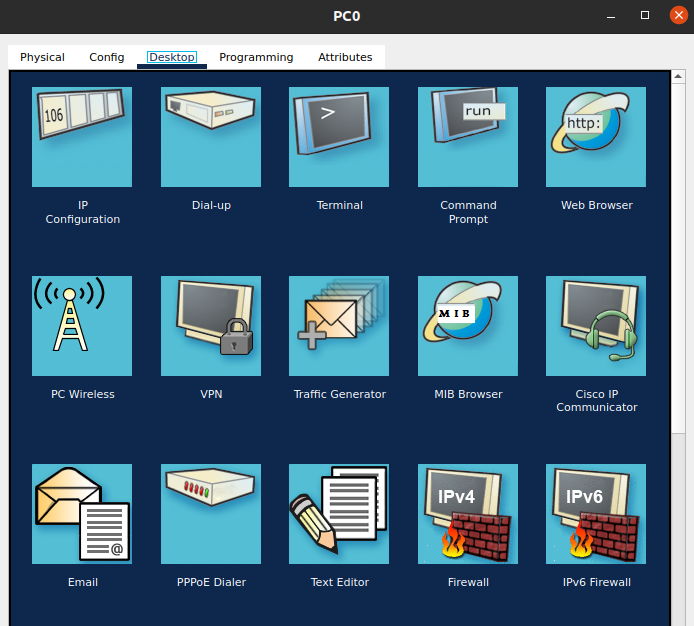 PC0
Physical Config Desktop Programming Attributes
106
>
run
http:
IP
Configuration
Dial-up
Terminal
Command
Prompt
Web Browser
MIB
PC Wireless
VPN
Traffic Generator
MIB Browser
Cisco IP
Communicator
@
IPv4
IPv6
Email
PPPoE Dialer
Text Editor
Firewall
IPv6 Firewall